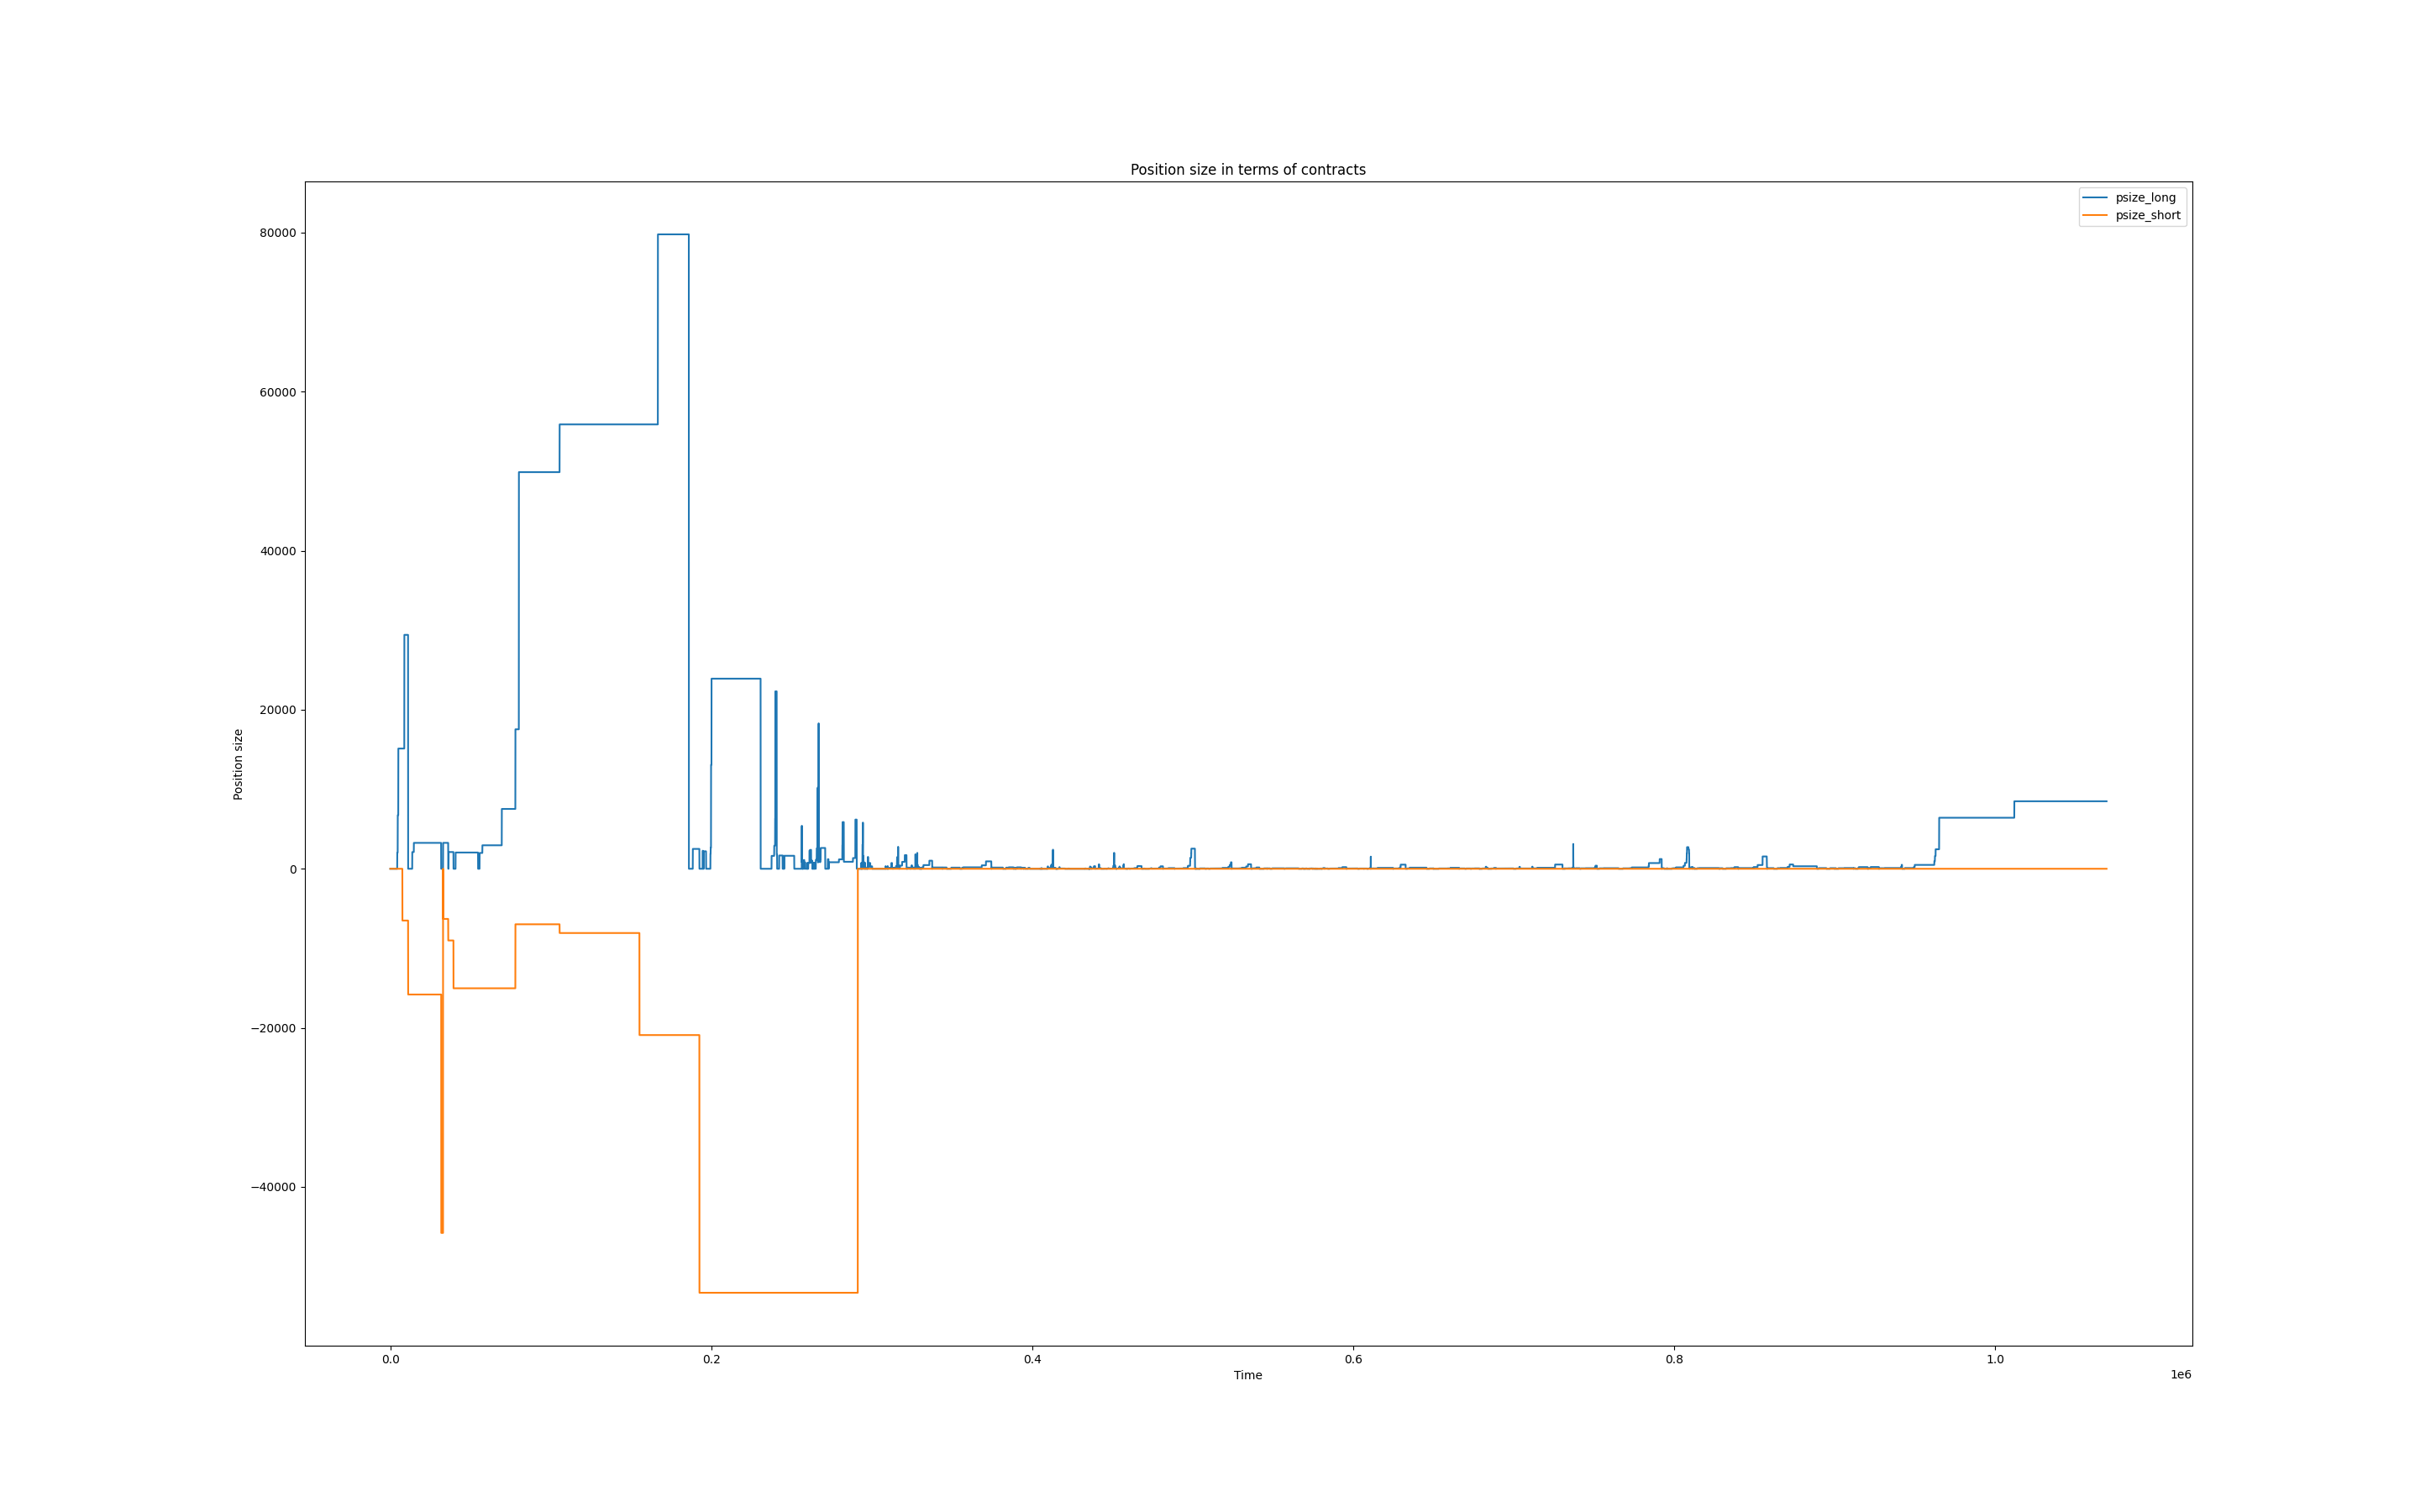 Position size in terms of contracts
psize_long
psize_short
80000
60000
40000
20000
0
−20000
−40000
Position size
0.0
0.2
0.4
0.6
0.8
1.0
1e6
Time